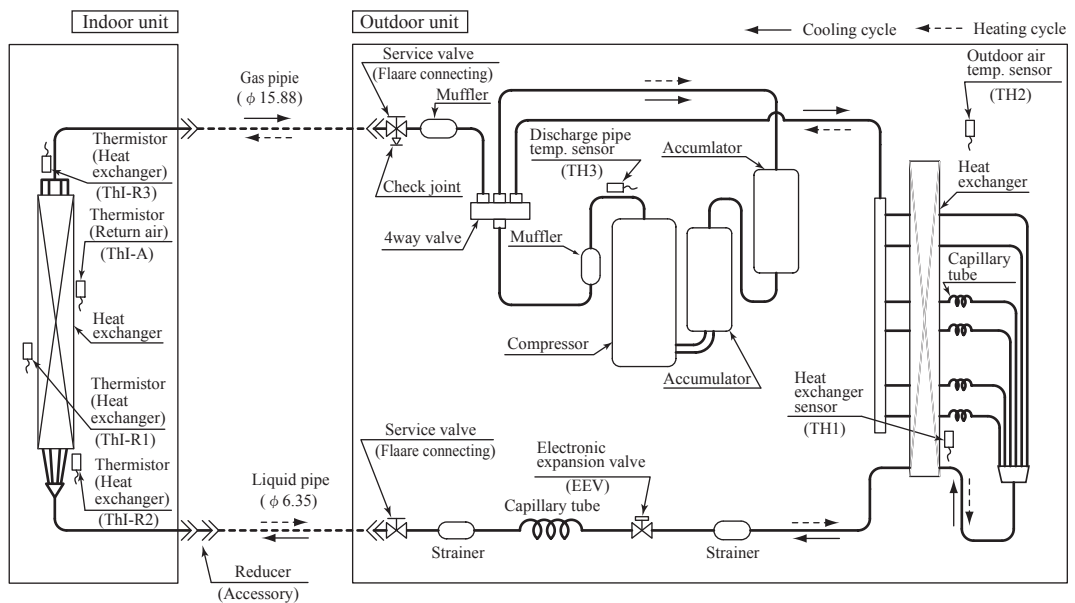 Indoor unit
Outdoor unit
Cooling cycle
Heating cycle
Service valve
(Flaare connecting)
Outdoor air
temp. sensor
(TH2)
Gas pipie
( ϕ 15.88)
Muffler
Thermistor
(Heat
exchanger)
(ThI-R3)
Discharge pipe
temp. sensor
(TH3)
Accumlator
Heat
exchanger
Check joint
Thermistor
(Return air)
(ThI-A)
4way valve
Muffler
Capillary
tube
Heat
exchanger
Compressor
Accumulator
Heat
exchanger
sensor
(TH1)
Thermistor
(Heat
exchanger)
(ThI-R1)
Service valve
(Flaare connecting)
Electronic
expansion valve
(EEV)
Thermistor
(Heat
exchanger)
(ThI-R2)
Liquid pipe
( ϕ 6.35)
Capillary tube
Strainer
Strainer
Reducer
(Accessory)